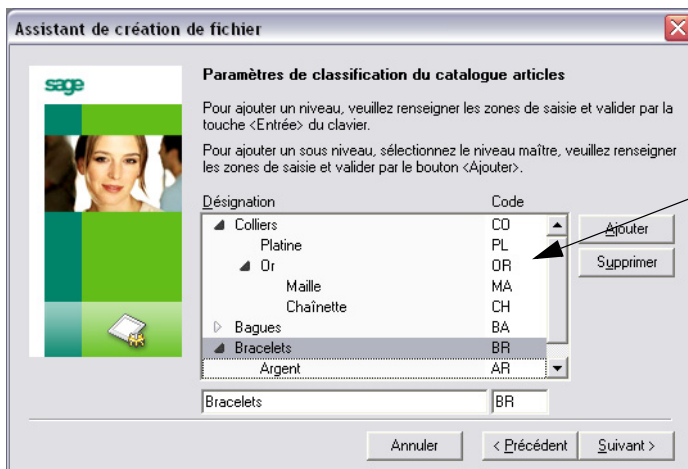 Assistant de création de fichier
sage
Paramètres de classification du catalogue articles
Pour ajouter un niveau, veuillez renseigner les zones de saisie et valider par la
touche <Entrée> du clavier.
Pour ajouter un sous niveau, sélectionnez le niveau maître, veuillez renseigner
les zones de saisie et valider par le bouton <Ajouter>.
Désignation Code
Colliers CO
Platine PL
Or OR
Maille MA
Chaînette CH
Bagues BA
Bracelets BR
Argent AR
Ajouter
Supprimer
Bracelets BR
Annuler < Précédent Suivant >